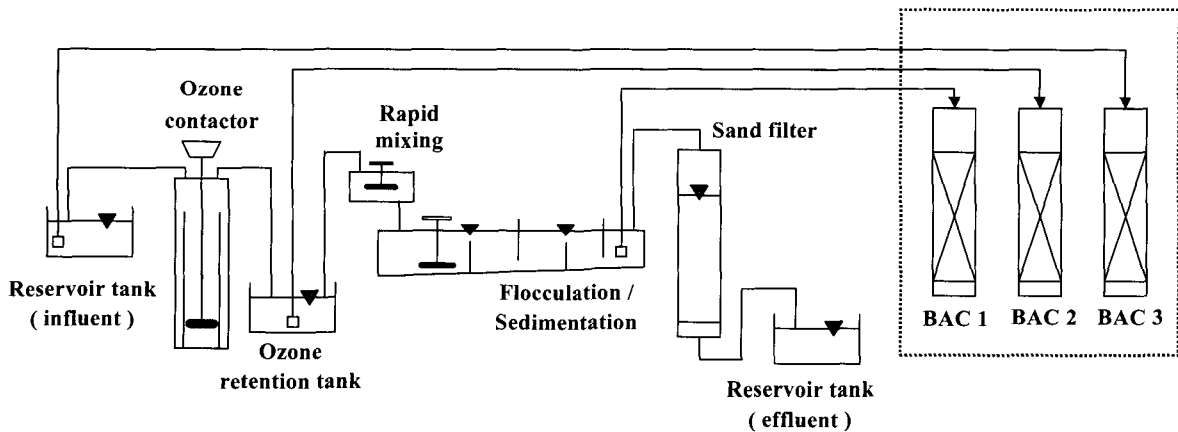 Ozone
contactor
Rapid
mixing
Sand filter
Reservoir tank
( influent )
Ozone
retention tank
Flocculation /
Sedimentation
Reservoir tank
( effluent )
BAC 1
BAC 2
BAC 3